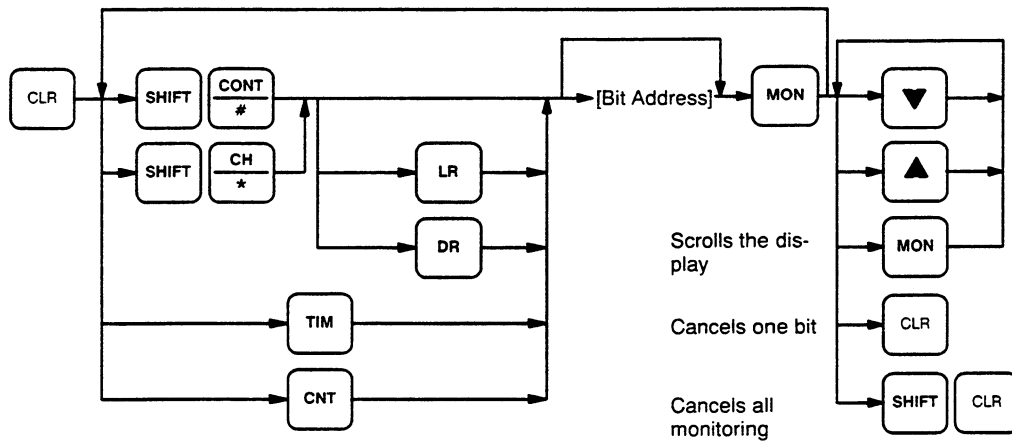 CLR
SHIFT
CONT
#
[Bit Address]
MON
SHIFT
CH
*
LR
DR
Scrolls the dis-
play
MON
TIM
Cancels one bit
CLR
CNT
Cancels all
monitoring
SHIFT
CLR